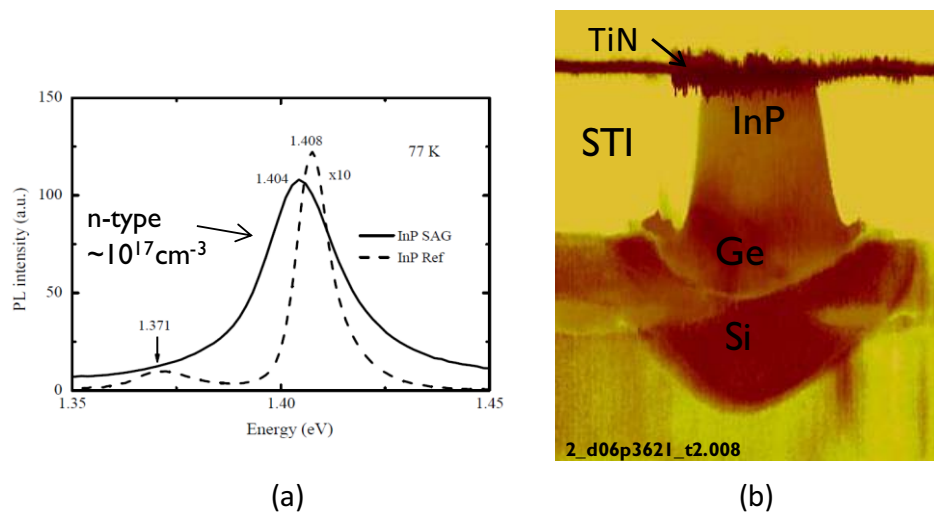 150
100
50
0
1.35
1.40
1.45
PL intensity (a.u.)
Energy (eV)
1.408
1.404
x10
77 K
n-type
~10¹⁷cm⁻³
InP SAG
InP Ref
1.371
(a)
TiN
InP
STI
Ge
Si
2_d06p3621_t2.008
(b)